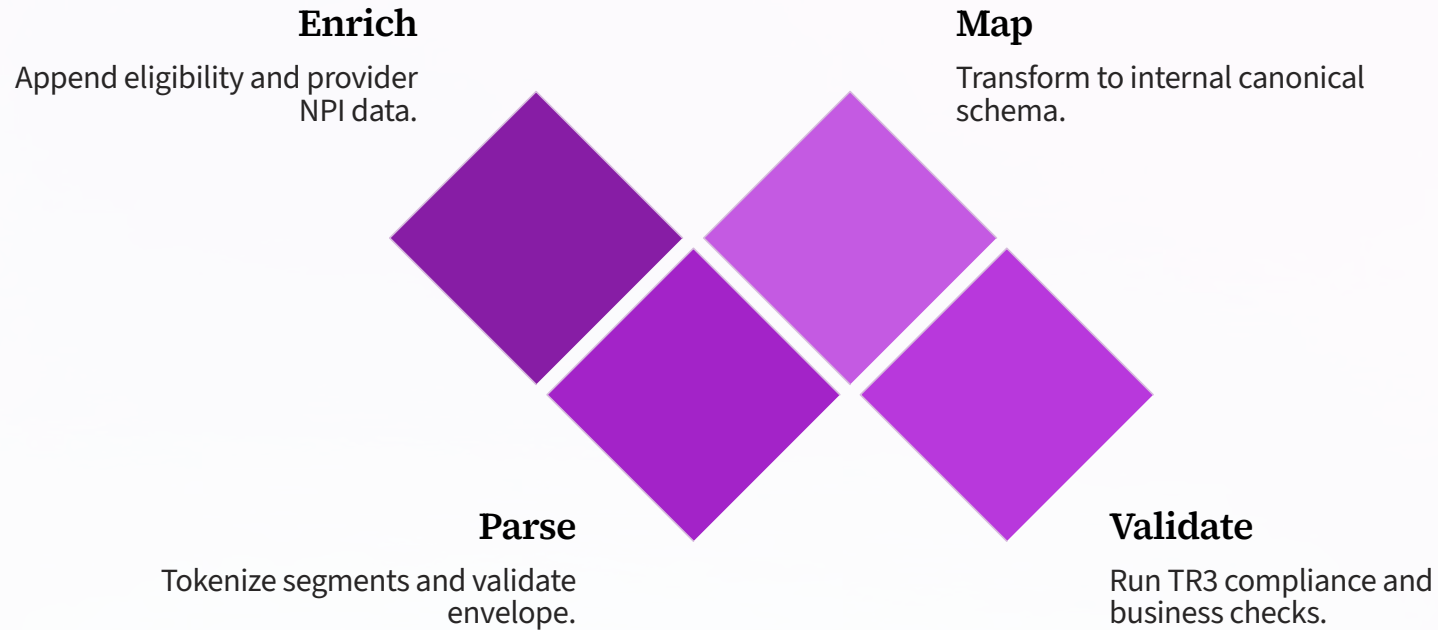 Enrich
Append eligibility and provider
NPI data.
Map
Transform to internal canonical
schema.
Parse
Tokenize segments and validate
envelope.
Validate
Run TR3 compliance and
business checks.